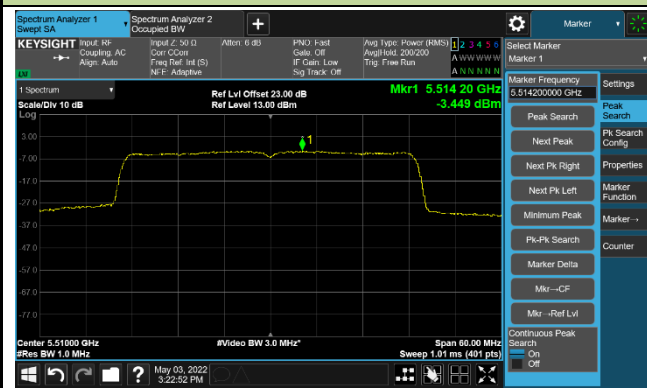 Spectrum Analyzer 1
Swept SA
Spectrum Analyzer 2
Occupied BW
+
Marker
KEYSIGHT
Input: RF
Coupling: AC
Align: Auto
Input Z: 50 Ω
Corr CCorr
Freq Ref: Int (S)
NFE: Adaptive
Atten: 6 dB
PNO: Fast
Gate: Off
IF Gain: Low
Sig Track: Off
Avg Type: Power (RMS)
Avg|Hold: 200/200
Trig: Free Run
1 2 3 4 5 6
A W W W W W
A N N N N N
LXI
Select Marker
Marker 1
1 Spectrum
Scale/Div 10 dB
Log
Ref Lvl Offset 23.00 dB
Ref Level 13.00 dBm
Mkr1 5.514 20 GHz
-3.449 dBm
3.00
-7.00
-17.0
-27.0
-37.0
-47.0
-57.0
-67.0
-77.0
1
Center 5.51000 GHz
#Res BW 1.0 MHz
#Video BW 3.0 MHz*
Span 60.00 MHz
Sweep 1.01 ms (401 pts)
Marker Frequency
5.514200000 GHz
Peak Search
Next Peak
Next Pk Right
Next Pk Left
Minimum Peak
Pk-Pk Search
Marker Delta
Mkr→CF
Mkr→Ref Lvl
Continuous Peak
Search
On
Off
Settings
Peak
Search
Pk Search
Config
Properties
Marker
Function
Marker→
Counter
?
May 03, 2022
3:22:52 PM